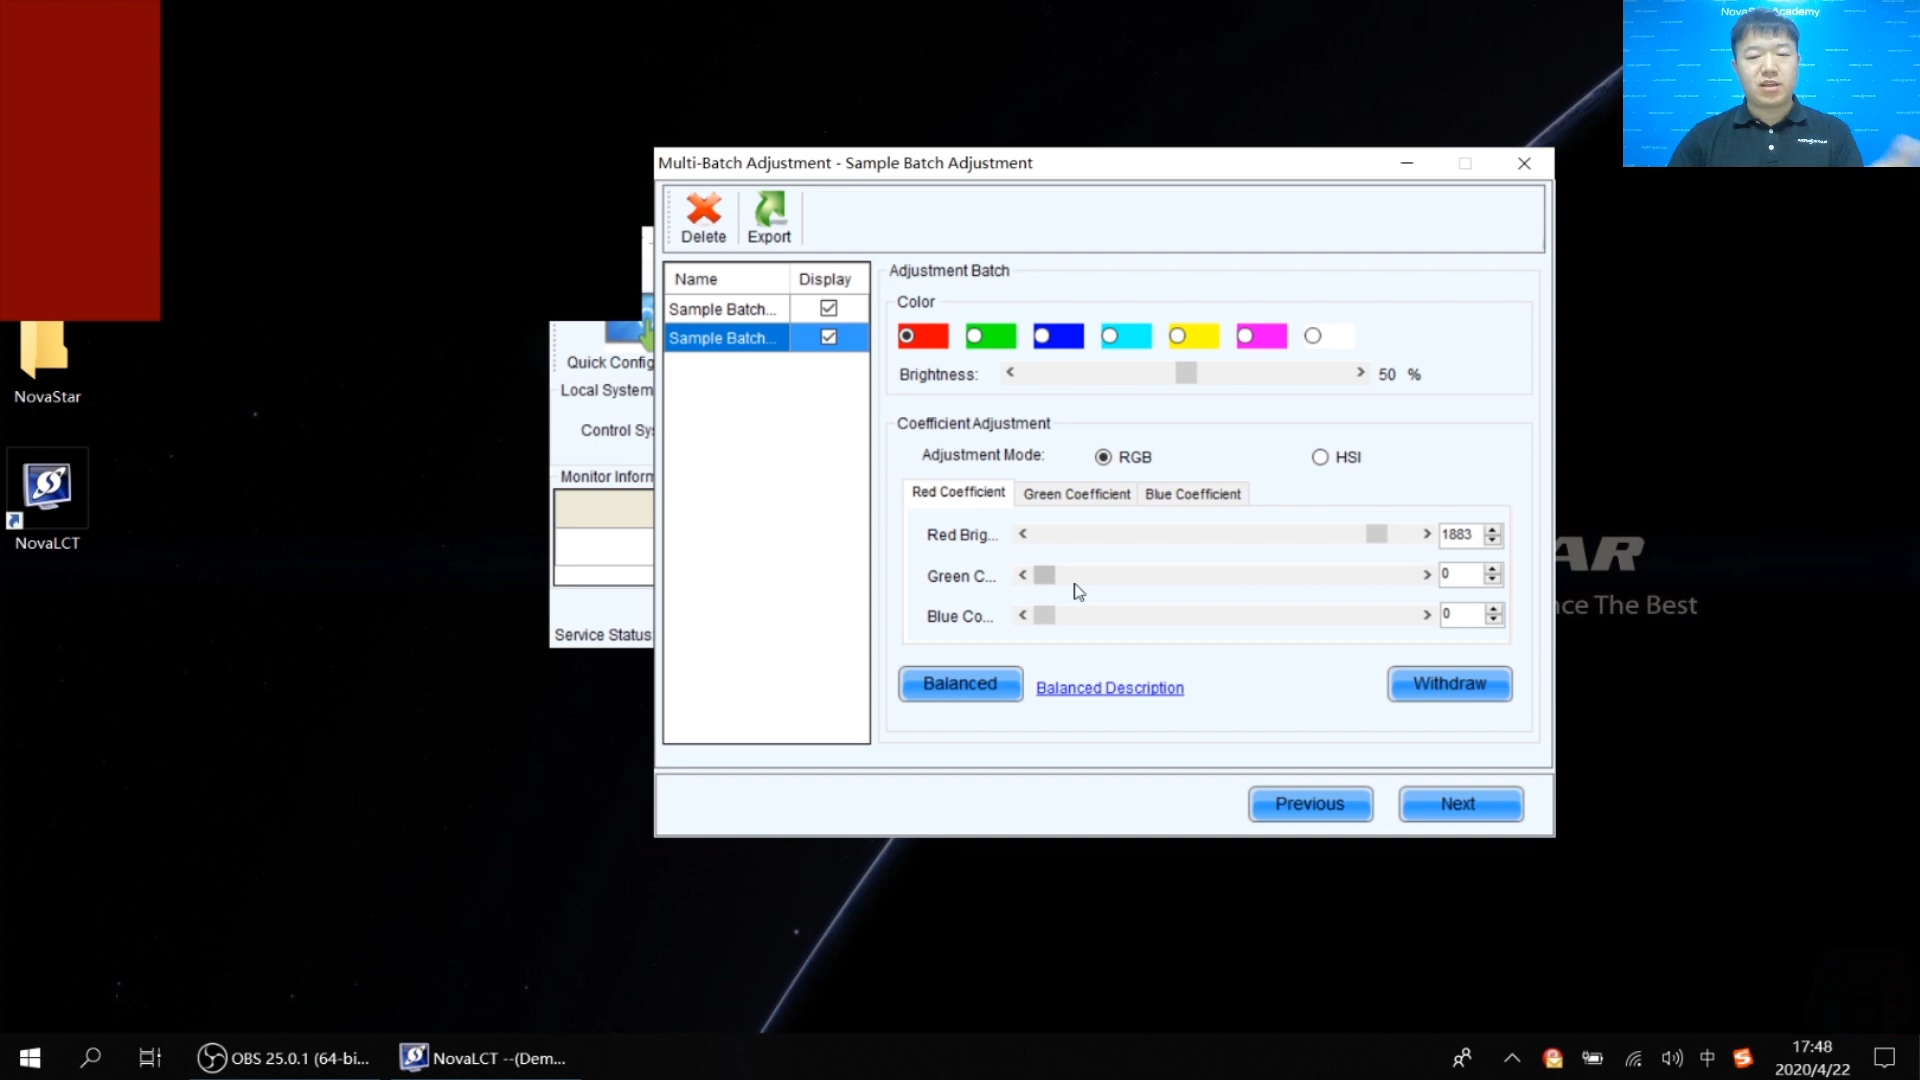 NovaStar Academy
Multi-Batch Adjustment - Sample Batch Adjustment
Delete
Export
Name
Display
Sample Batch...
Sample Batch...
Adjustment Batch
Color
Brightness:
50 %
Coefficient Adjustment
Adjustment Mode:
RGB
HSI
Red Coefficient
Green Coefficient
Blue Coefficient
Red Brig...
1883
Green C...
0
Blue Co...
0
Balanced
Balanced Description
Withdraw
Previous
Next
Quick Config
Local System
Control Sy
Monitor Inform
Service Status
NovaStar
NovaLCT
AR
The Best
OBS 25.0.1 (64-bi...
NovaLCT --(Dem...
中
17:48
2020/4/22